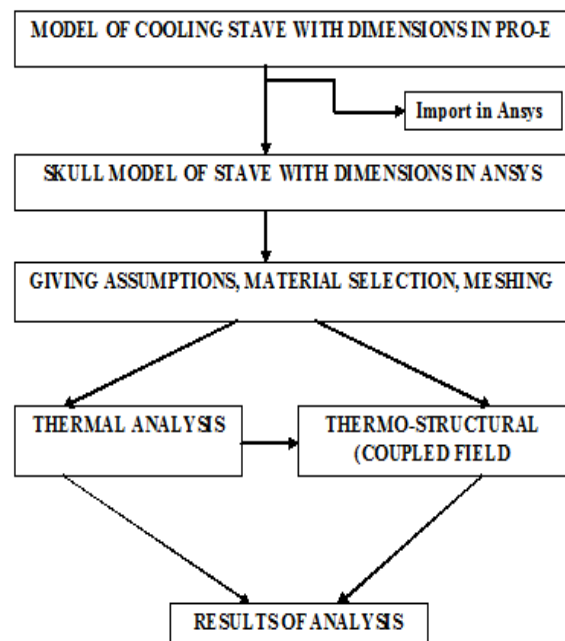 MODEL OF COOLING STAVE WITH DIMENSIONS IN PRO-E
Import in Ansys
SKULL MODEL OF STAVE WITH DIMENSIONS IN ANSYS
GIVING ASSUMPTIONS, MATERIAL SELECTION, MESHING
THERMAL ANALYSIS
THERMO-STRUCTURAL
(COUPLED FIELD
RESULTS OF ANALYSIS